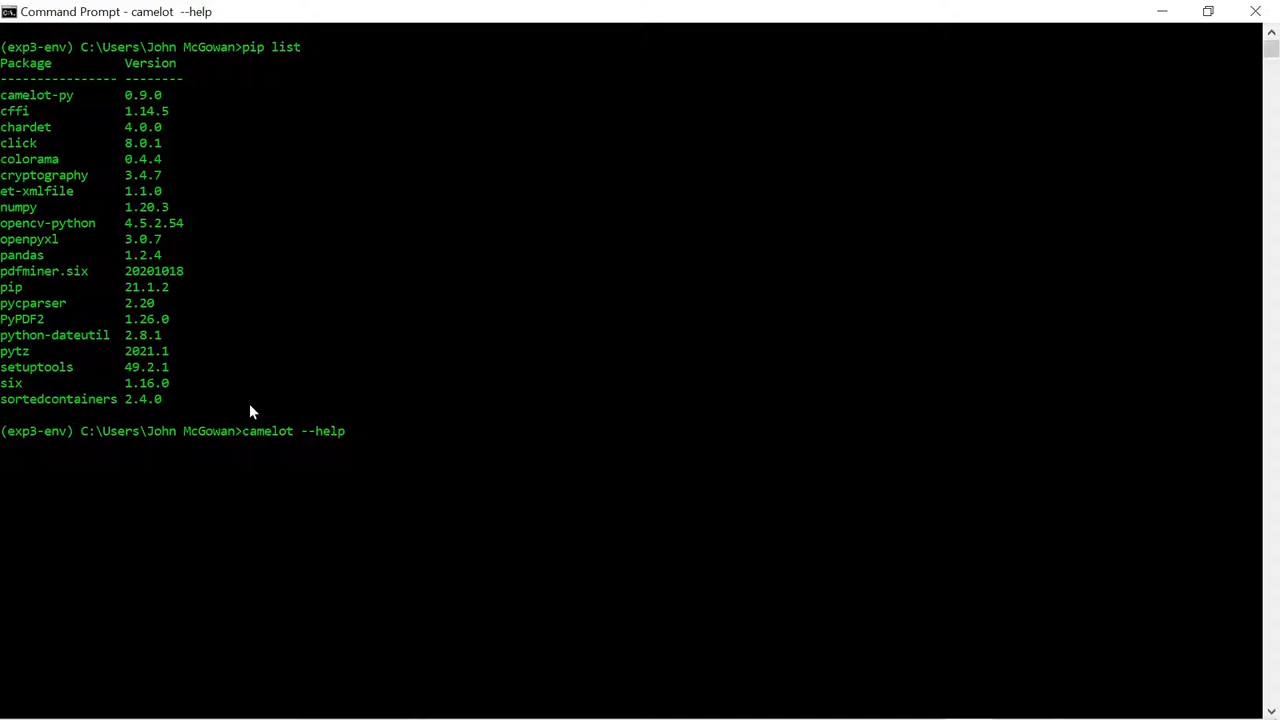 Command Prompt - camelot  --help
(exp3-env) C:\Users\John McGowan>pip list
Package          Version
---------------- --------
camelot-py       0.9.0
cffi             1.14.5
chardet          4.0.0
click            8.0.1
colorama         0.4.4
cryptography     3.4.7
et-xmlfile       1.1.0
numpy            1.20.3
opencv-python    4.5.2.54
openpyxl         3.0.7
pandas           1.2.4
pdfminer.six     20201018
pip              21.1.2
pycparser        2.20
PyPDF2           1.26.0
python-dateutil  2.8.1
pytz             2021.1
setuptools       49.2.1
six              1.16.0
sortedcontainers 2.4.0
(exp3-env) C:\Users\John McGowan>camelot --help